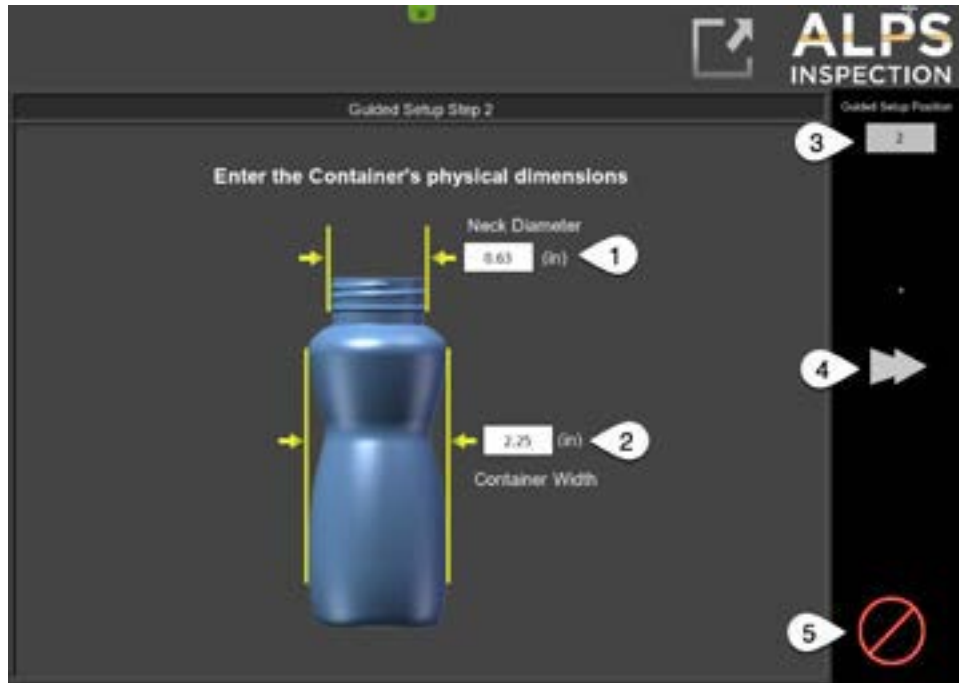 ALPS
INSPECTION
Guided Setup Step 2
Guided Setup Position
3
2
Enter the Container's physical dimensions
Neck Diameter
0.63 (in) 1
4
2.25 (in) 2
Container Width
5